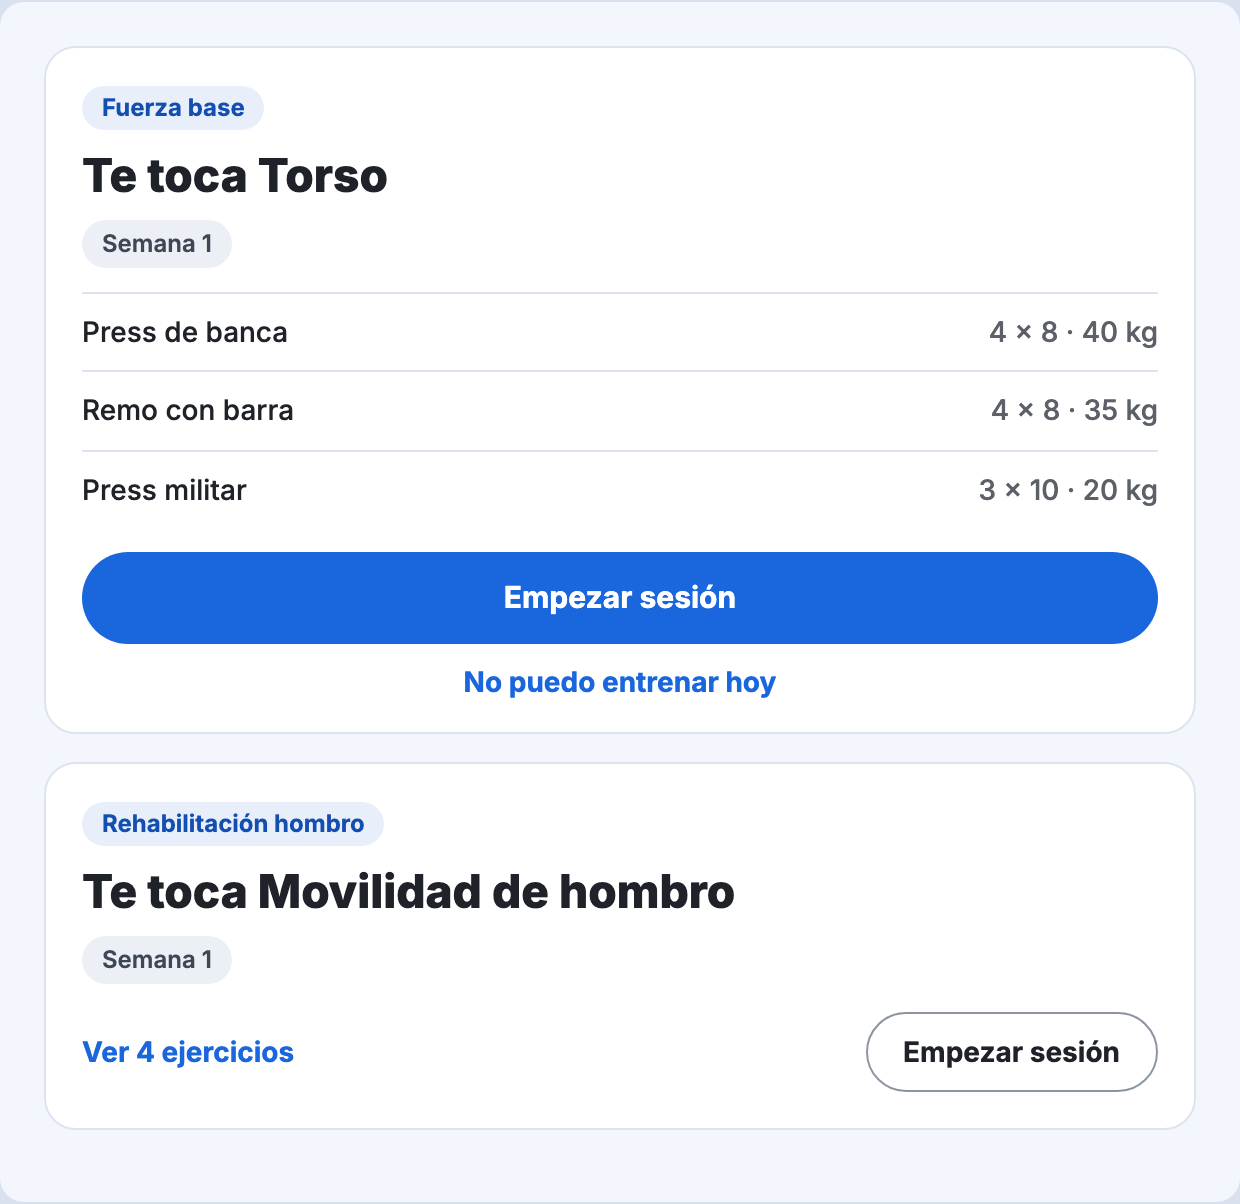 Fuerza base
Te toca Torso
Semana 1
Press de banca 4 × 8 · 40 kg
Remo con barra 4 × 8 · 35 kg
Press militar 3 × 10 · 20 kg
Empezar sesión
No puedo entrenar hoy
Rehabilitación hombro
Te toca Movilidad de hombro
Semana 1
Ver 4 ejercicios Empezar sesión